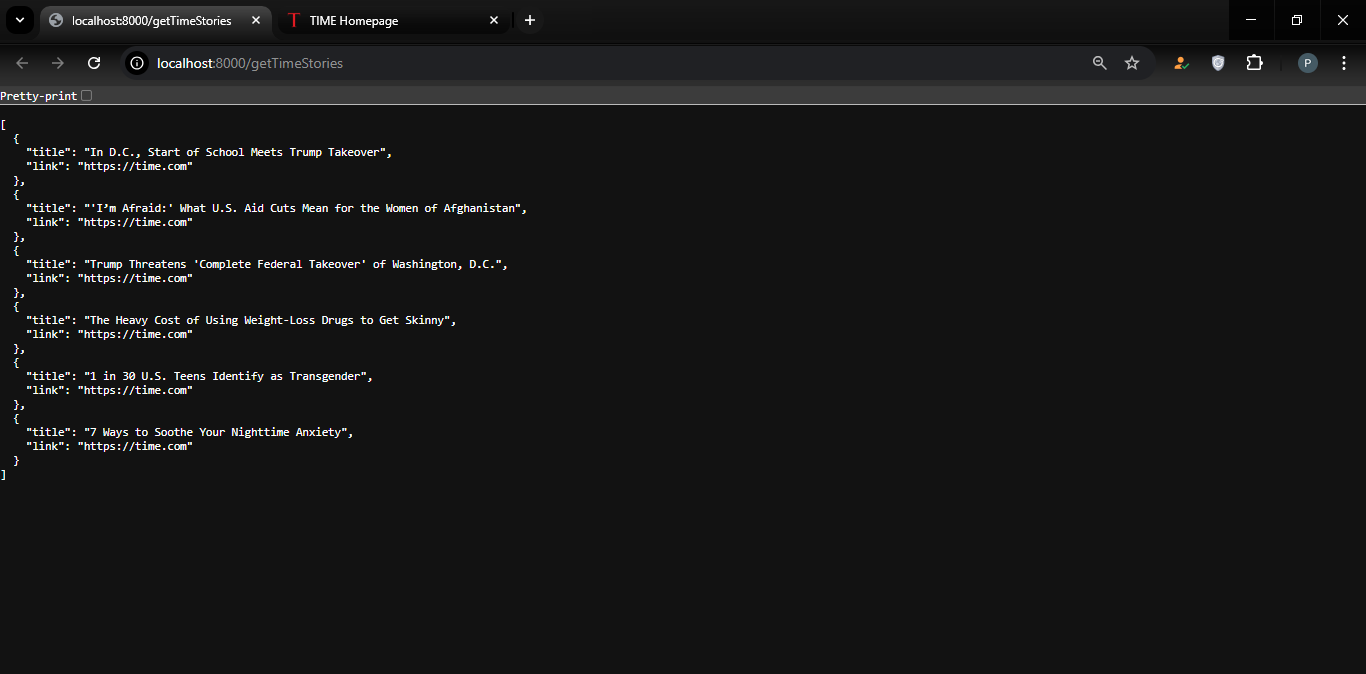 localhost:8000/getTimeStories
TIME Homepage
localhost:8000/getTimeStories
P
Pretty-print
[
{
"title": "In D.C., Start of School Meets Trump Takeover",
"link": "https://time.com"
},
{
"title": "'I’m Afraid:' What U.S. Aid Cuts Mean for the Women of Afghanistan",
"link": "https://time.com"
},
{
"title": "Trump Threatens 'Complete Federal Takeover' of Washington, D.C.",
"link": "https://time.com"
},
{
"title": "The Heavy Cost of Using Weight-Loss Drugs to Get Skinny",
"link": "https://time.com"
},
{
"title": "1 in 30 U.S. Teens Identify as Transgender",
"link": "https://time.com"
},
{
"title": "7 Ways to Soothe Your Nighttime Anxiety",
"link": "https://time.com"
}
]